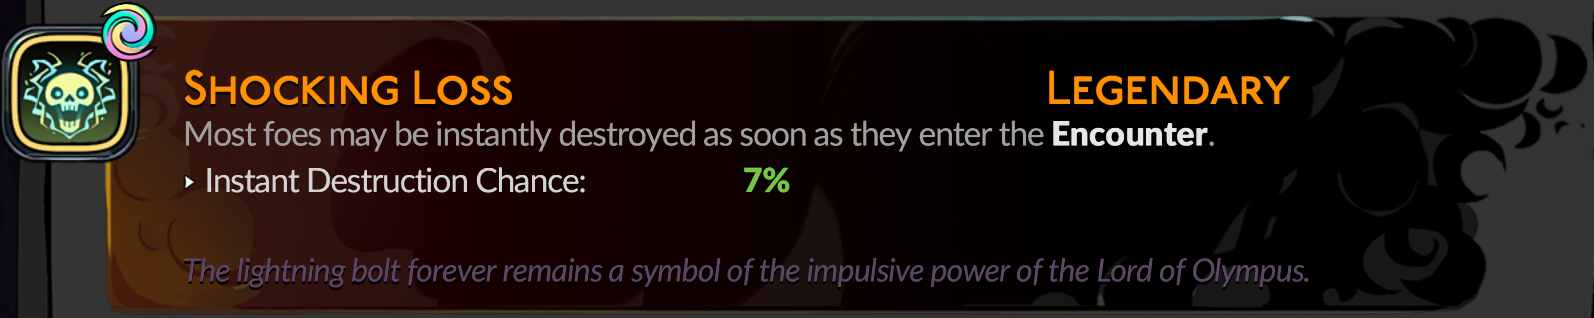 Shocking Loss Legendary
Most foes may be instantly destroyed as soon as they enter the Encounter.
Instant Destruction Chance: 7%
The lightning bolt forever remains a symbol of the impulsive power of the Lord of Olympus.